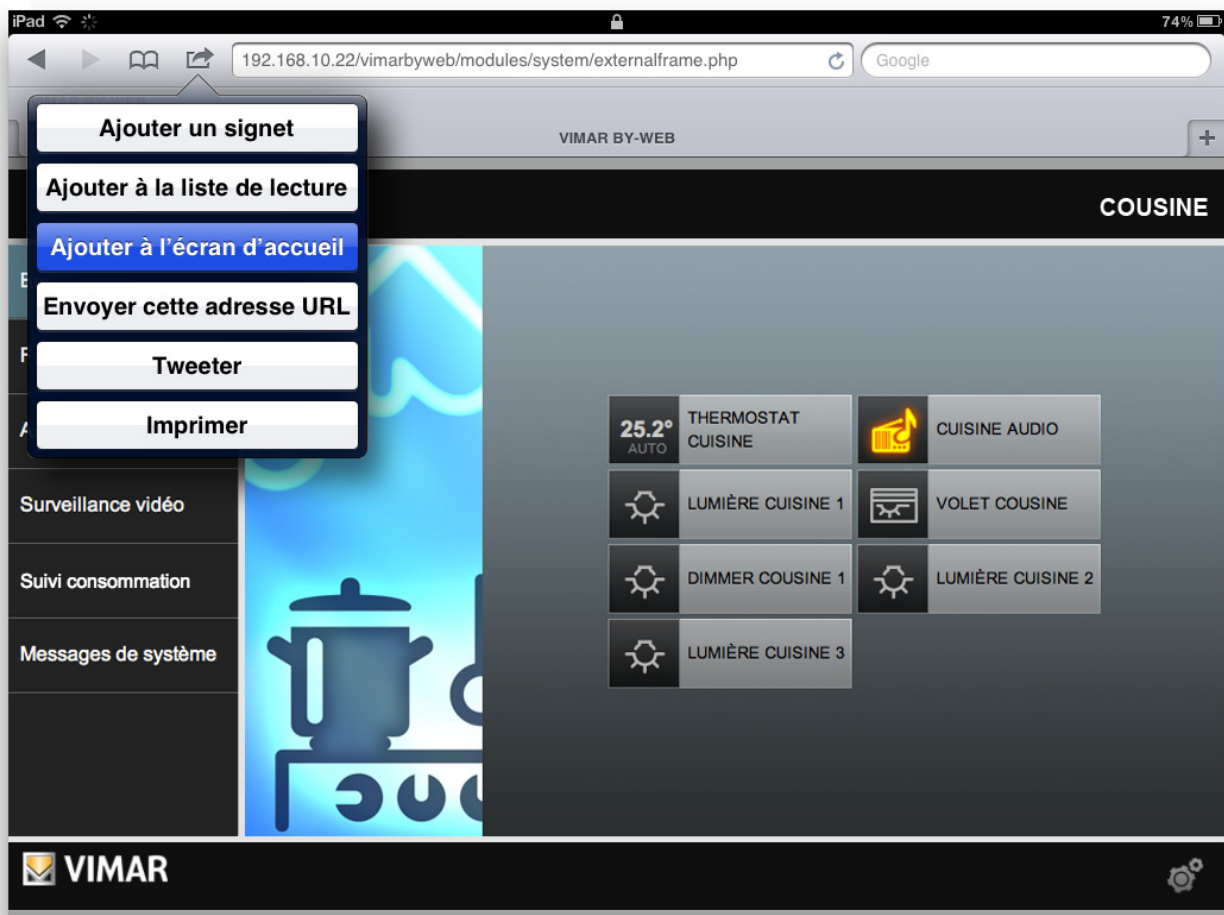 iPad
74%
192.168.10.22/vimarbyweb/modules/system/externalframe.php
Google
VIMAR BY-WEB
VIMAR BY-WEB
Ajouter un signet
Ajouter à la liste de lecture
Ajouter à l’écran d’accueil
Envoyer cette adresse URL
Tweeter
Imprimer
COUSINE
Surveillance vidéo
Suivi consommation
Messages de système
25.2°
AUTO
THERMOSTAT
CUISINE
CUISINE AUDIO
LUMIÈRE CUISINE 1
VOLET COUSINE
DIMMER COUSINE 1
LUMIÈRE CUISINE 2
LUMIÈRE CUISINE 3
VIMAR